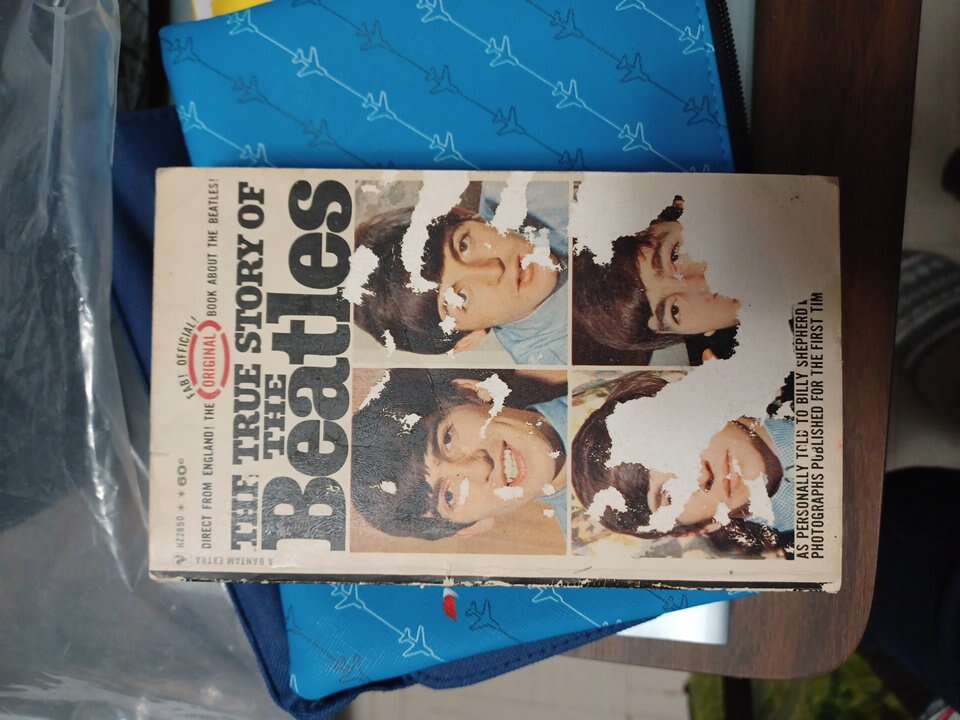 A BANTAM EXTRA
NZ2850 ★ ★ 60¢
FAB! OFFICIAL!
DIRECT FROM ENGLAND! THE ORIGINAL BOOK ABOUT THE BEATLES!
THE TRUE STORY OF
THE
Beatles
AS PERSONALLY TOLD TO BILLY SHEPHERD
PHOTOGRAPHS PUBLISHED FOR THE FIRST TIM